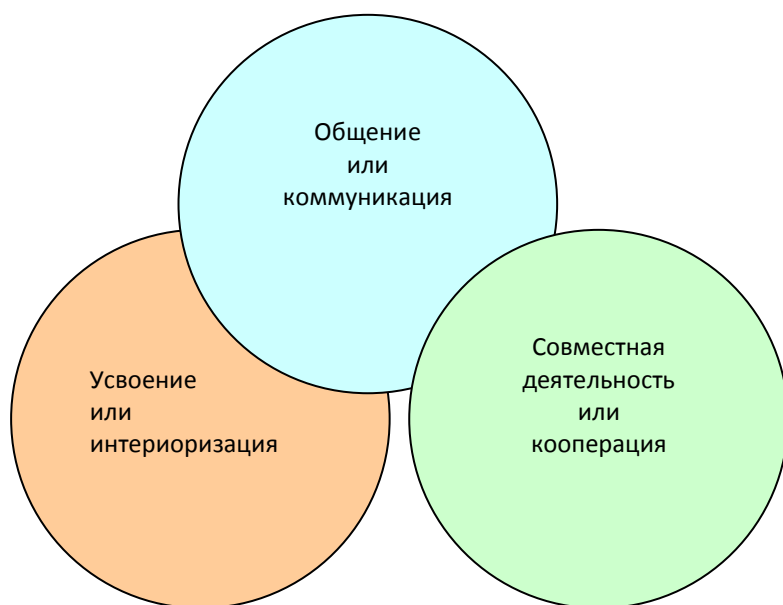 Общение
или
коммуникация
Усвоение
или
интериоризация
Совместная
деятельность
или
кооперация